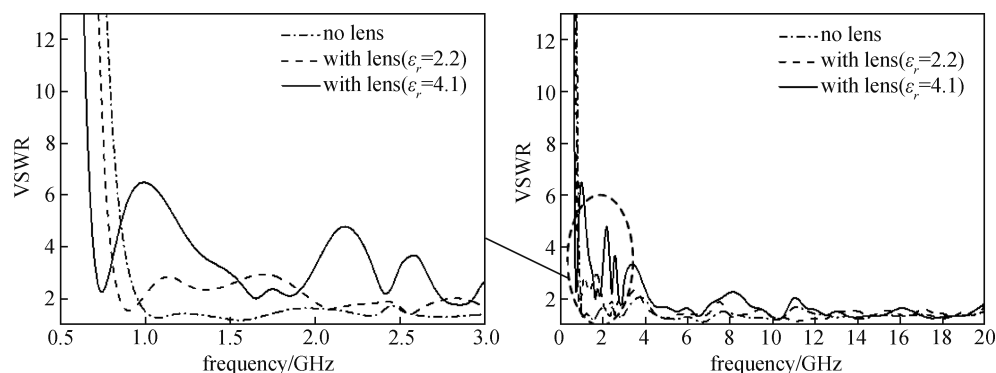 VSWR
12
10
8
6
4
2
0.5 1.0 1.5 2.0 2.5 3.0
frequency/GHz
no lens
with lens(εr=2.2)
with lens(εr=4.1)
VSWR
12
10
8
6
4
2
0 2 4 6 8 10 12 14 16 18 20
frequency/GHz
no lens
with lens(εr=2.2)
with lens(εr=4.1)